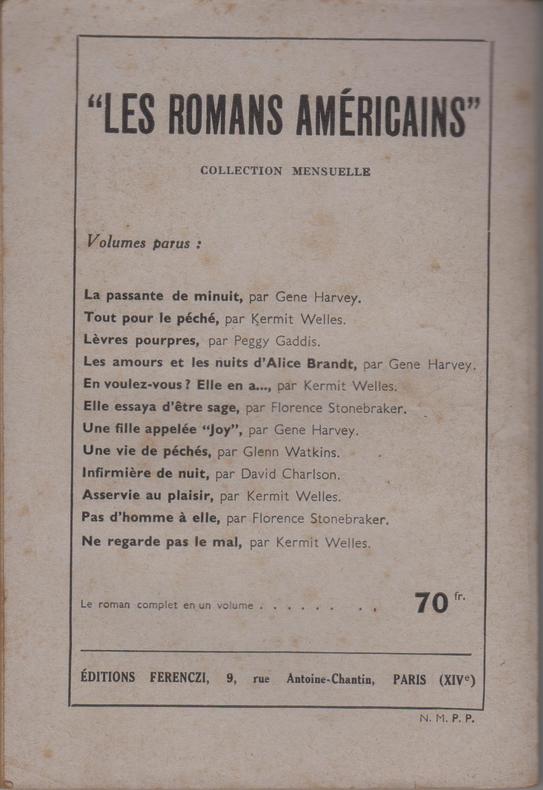 “LES ROMANS AMÉRICAINS”
COLLECTION MENSUELLE
Volumes parus :
La passante de minuit, par Gene Harvey.
Tout pour le péché, par Kermit Welles.
Lèvres pourpres, par Peggy Gaddis.
Les amours et les nuits d'Alice Brandt, par Gene Harvey.
En voulez-vous ? Elle en a..., par Kermit Welles.
Elle essaya d'être sage, par Florence Stonebraker.
Une fille appelée “Joy”, par Gene Harvey.
Une vie de péchés, par Glenn Watkins.
Infirmière de nuit, par David Charlson.
Asservie au plaisir, par Kermit Welles.
Pas d'homme à elle, par Florence Stonebraker.
Ne regarde pas le mal, par Kermit Welles.
Le roman complet en un volume . . . . . . . . 70 fr.
ÉDITIONS FERENCZI, 9, rue Antoine-Chantin, PARIS (XIVe)
N. M. P. P.